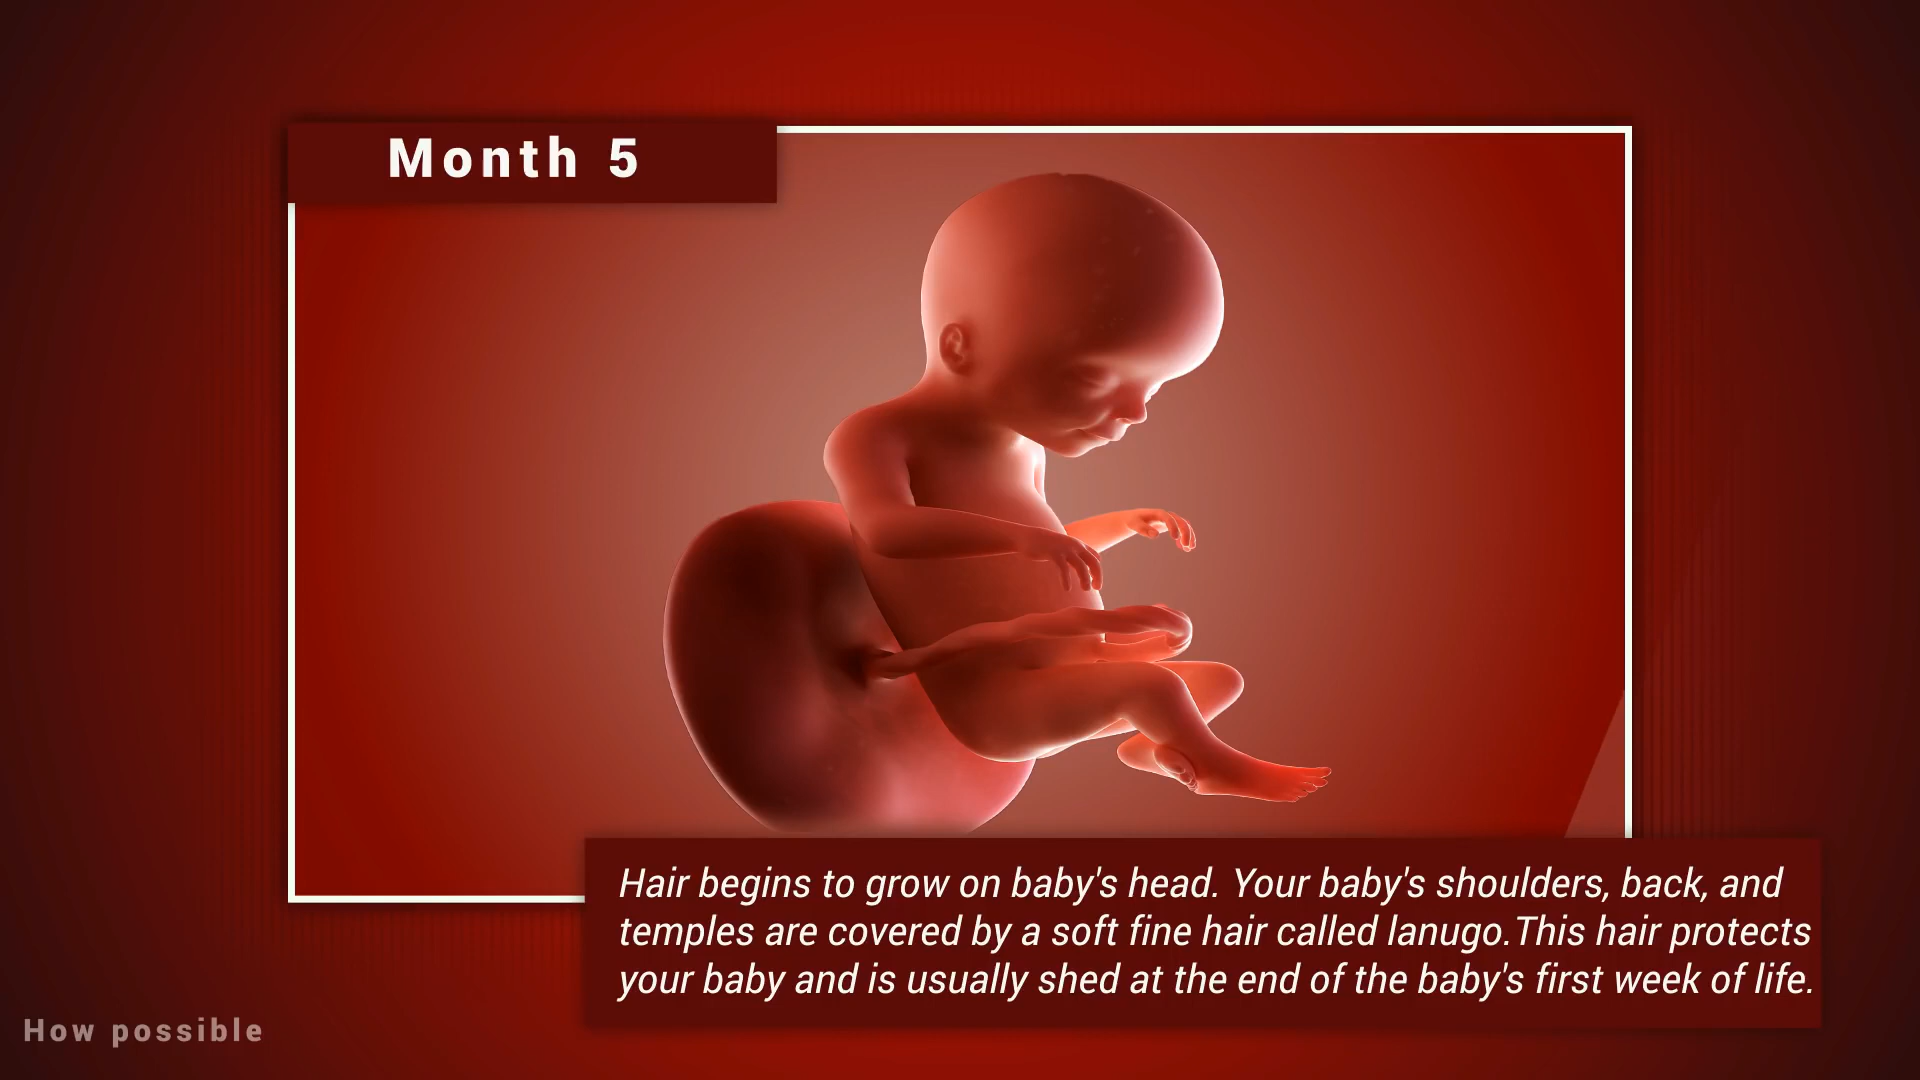 Month 5
Hair begins to grow on baby's head. Your baby's shoulders, back, and
temples are covered by a soft fine hair called lanugo.This hair protects
your baby and is usually shed at the end of the baby's first week of life.
How possible